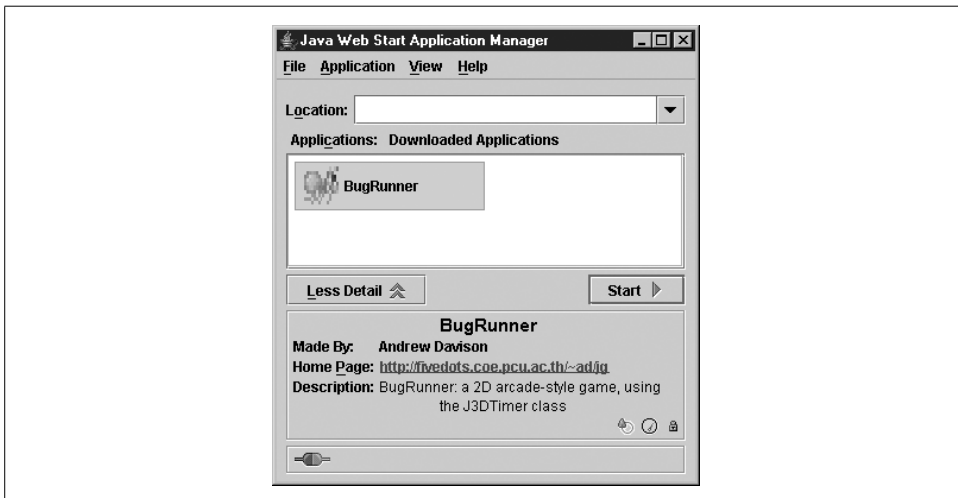 Java Web Start Application Manager
File Application View Help
Location:
Applications: Downloaded Applications
BugRunner
Less Detail
Start
BugRunner
Made By: Andrew Davison
Home Page: http://fivedots.coe.pcu.ac.th/~ad/jg
Description: BugRunner: a 2D arcade-style game, using
the J3DTimer class